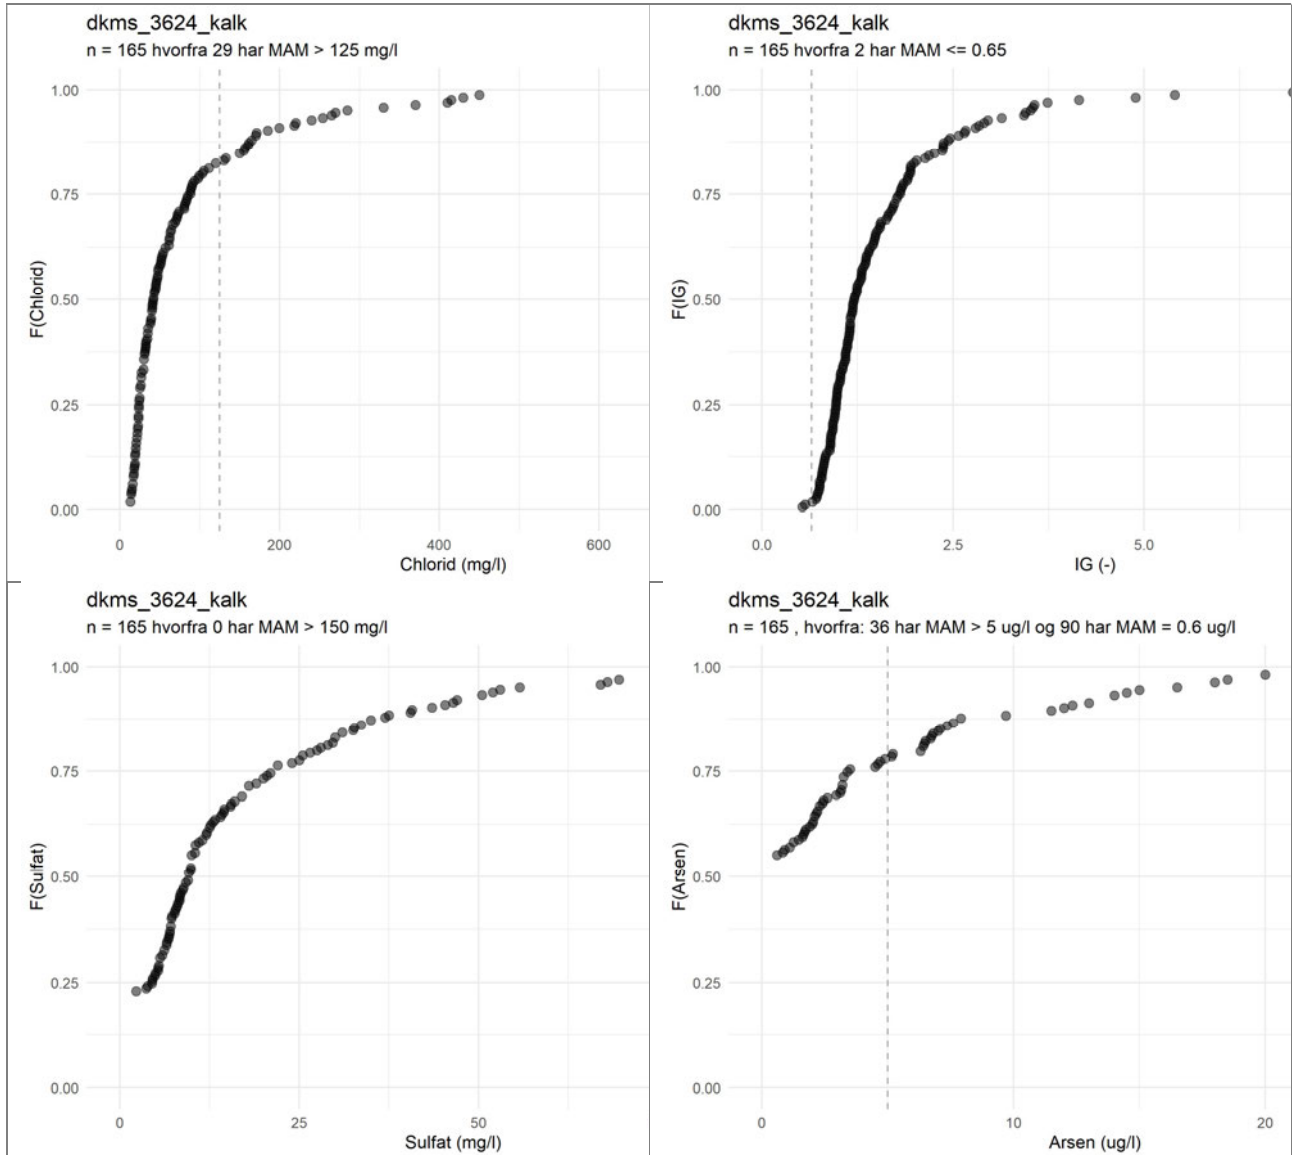 dkms_3624_kalk
n = 165 hvorfra 29 har MAM > 125 mg/l
1.00
0.75
0.50
0.25
0.00
F(Chlorid)
0 200 400 600
Chlorid (mg/l)
dkms_3624_kalk
n = 165 hvorfra 2 har MAM <= 0.65
1.00
0.75
0.50
0.25
0.00
F(IG)
0.0 2.5 5.0
IG (-)
dkms_3624_kalk
n = 165 hvorfra 0 har MAM > 150 mg/l
1.00
0.75
0.50
0.25
0.00
F(Sulfat)
0 25 50
Sulfat (mg/l)
dkms_3624_kalk
n = 165 , hvorfra: 36 har MAM > 5 ug/l og 90 har MAM = 0.6 ug/l
1.00
0.75
0.50
0.25
0.00
F(Arsen)
0 10 20
Arsen (ug/l)